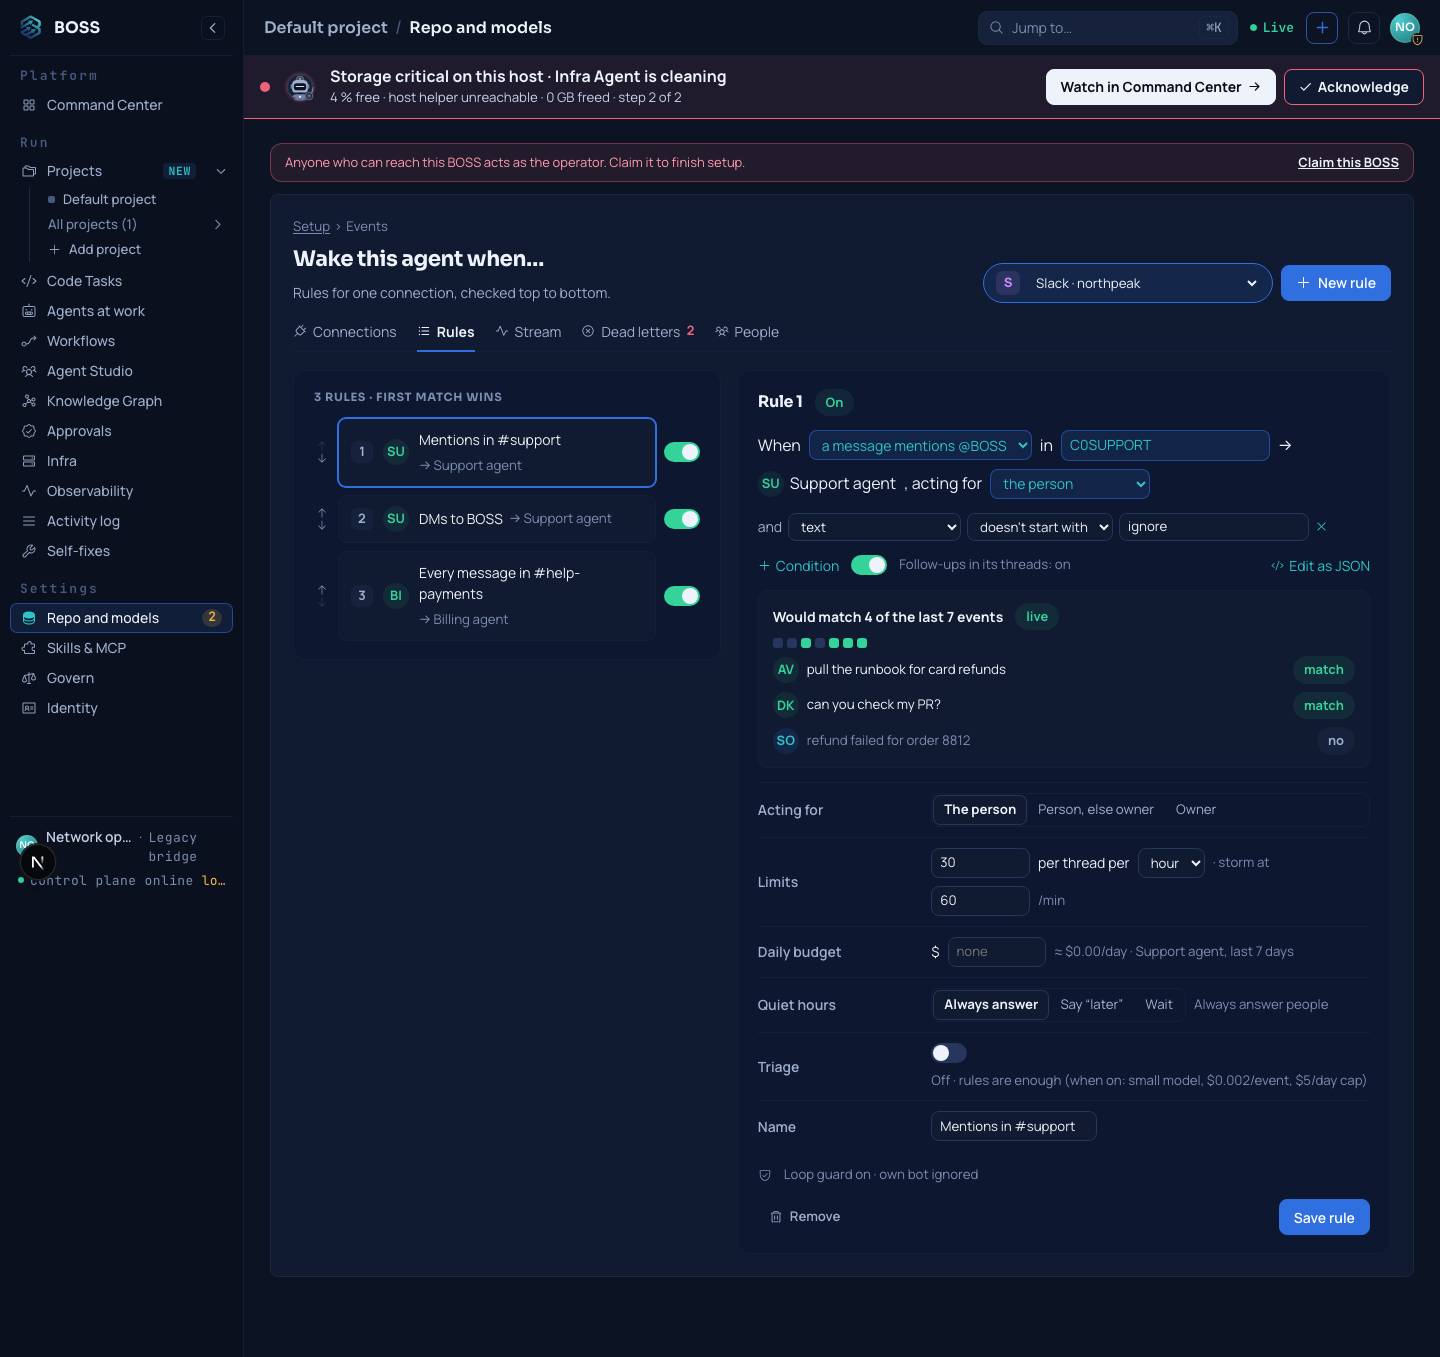 BOSS
Default project / Repo and models
Jump to...
⌘K
Live
NO
Platform
Command Center
Run
Projects NEW
Default project
All projects (1)
Add project
Code Tasks
Agents at work
Workflows
Agent Studio
Knowledge Graph
Approvals
Infra
Observability
Activity log
Self-fixes
Settings
Repo and models 2
Skills & MCP
Govern
Identity
Network op… · Legacy bridge
N
control plane online lo…
Storage critical on this host · Infra Agent is cleaning
4 % free · host helper unreachable · 0 GB freed · step 2 of 2
Watch in Command Center →
Acknowledge
Anyone who can reach this BOSS acts as the operator. Claim it to finish setup.
Claim this BOSS
Setup › Events
Wake this agent when…
Rules for one connection, checked top to bottom.
S Slack · northpeak
New rule
Connections
Rules
Stream
Dead letters 2
People
3 RULES · FIRST MATCH WINS
1 SU Mentions in #support
→ Support agent
2 SU DMs to BOSS → Support agent
3 BI Every message in #help-
payments
→ Billing agent
Rule 1 On
When a message mentions @BOSS in C0SUPPORT →
SU Support agent , acting for the person
and text doesn't start with ignore
+ Condition Follow-ups in its threads: on
Edit as JSON
Would match 4 of the last 7 events live
AV pull the runbook for card refunds match
DK can you check my PR? match
SO refund failed for order 8812 no
Acting for The person Person, else owner Owner
Limits 30 per thread per hour · storm at
60 /min
Daily budget $ none ≈ $0.00/day · Support agent, last 7 days
Quiet hours Always answer Say “later” Wait Always answer people
Triage
Off · rules are enough (when on: small model, $0.002/event, $5/day cap)
Name Mentions in #support
Loop guard on · own bot ignored
Remove
Save rule